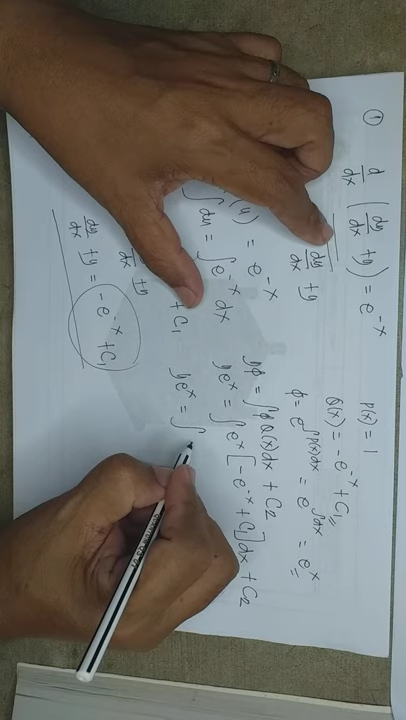 ①
d/dx (dy/dx + y) = e^-x
dy/dx + y
(y) = e^-x
∫ du = ∫ e^-x dx
+ C₁
dy/dx + y
dy/dx + y = -e^-x + C₁
P(x) = 1
Q(x) = -e^-x + C₁
ϕ = e^∫P(x)dx = e^∫dx = e^x
yϕ = ∫ ϕ Q(x)dx + C₂
ye^x = ∫ e^x [-e^-x + C₁]dx + C₂
ye^x = ∫